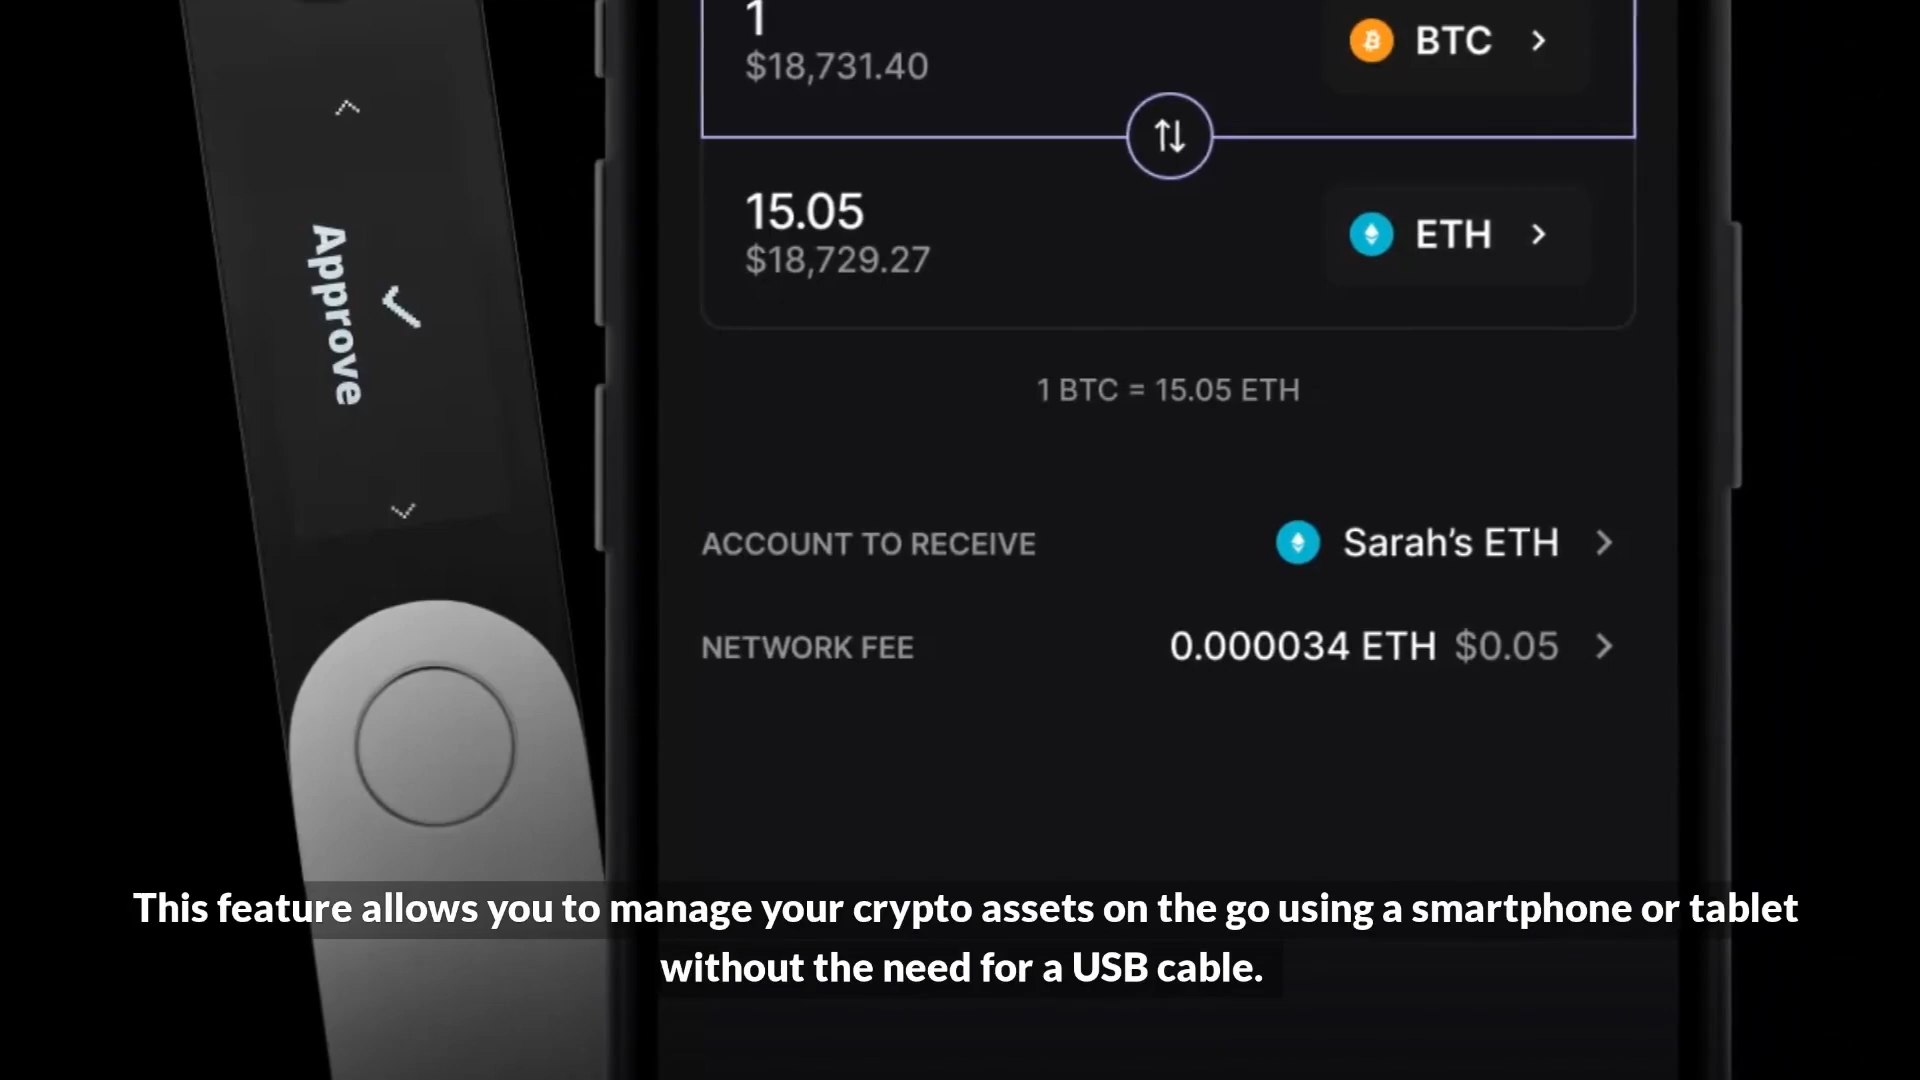 1
$18,731.40
BTC
15.05
$18,729.27
ETH
1 BTC = 15.05 ETH
ACCOUNT TO RECEIVE
Sarah’s ETH
NETWORK FEE
0.000034 ETH $0.05
Approve
This feature allows you to manage your crypto assets on the go using a smartphone or tablet
without the need for a USB cable.